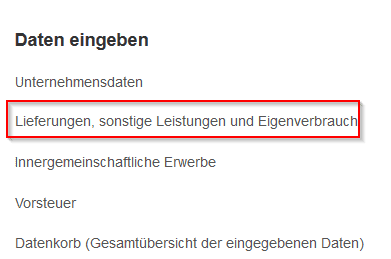 Daten eingeben
Unternehmensdaten
Lieferungen, sonstige Leistungen und Eigenverbrauch
Innergemeinschaftliche Erwerbe
Vorsteuer
Datenkorb (Gesamtübersicht der eingegebenen Daten)